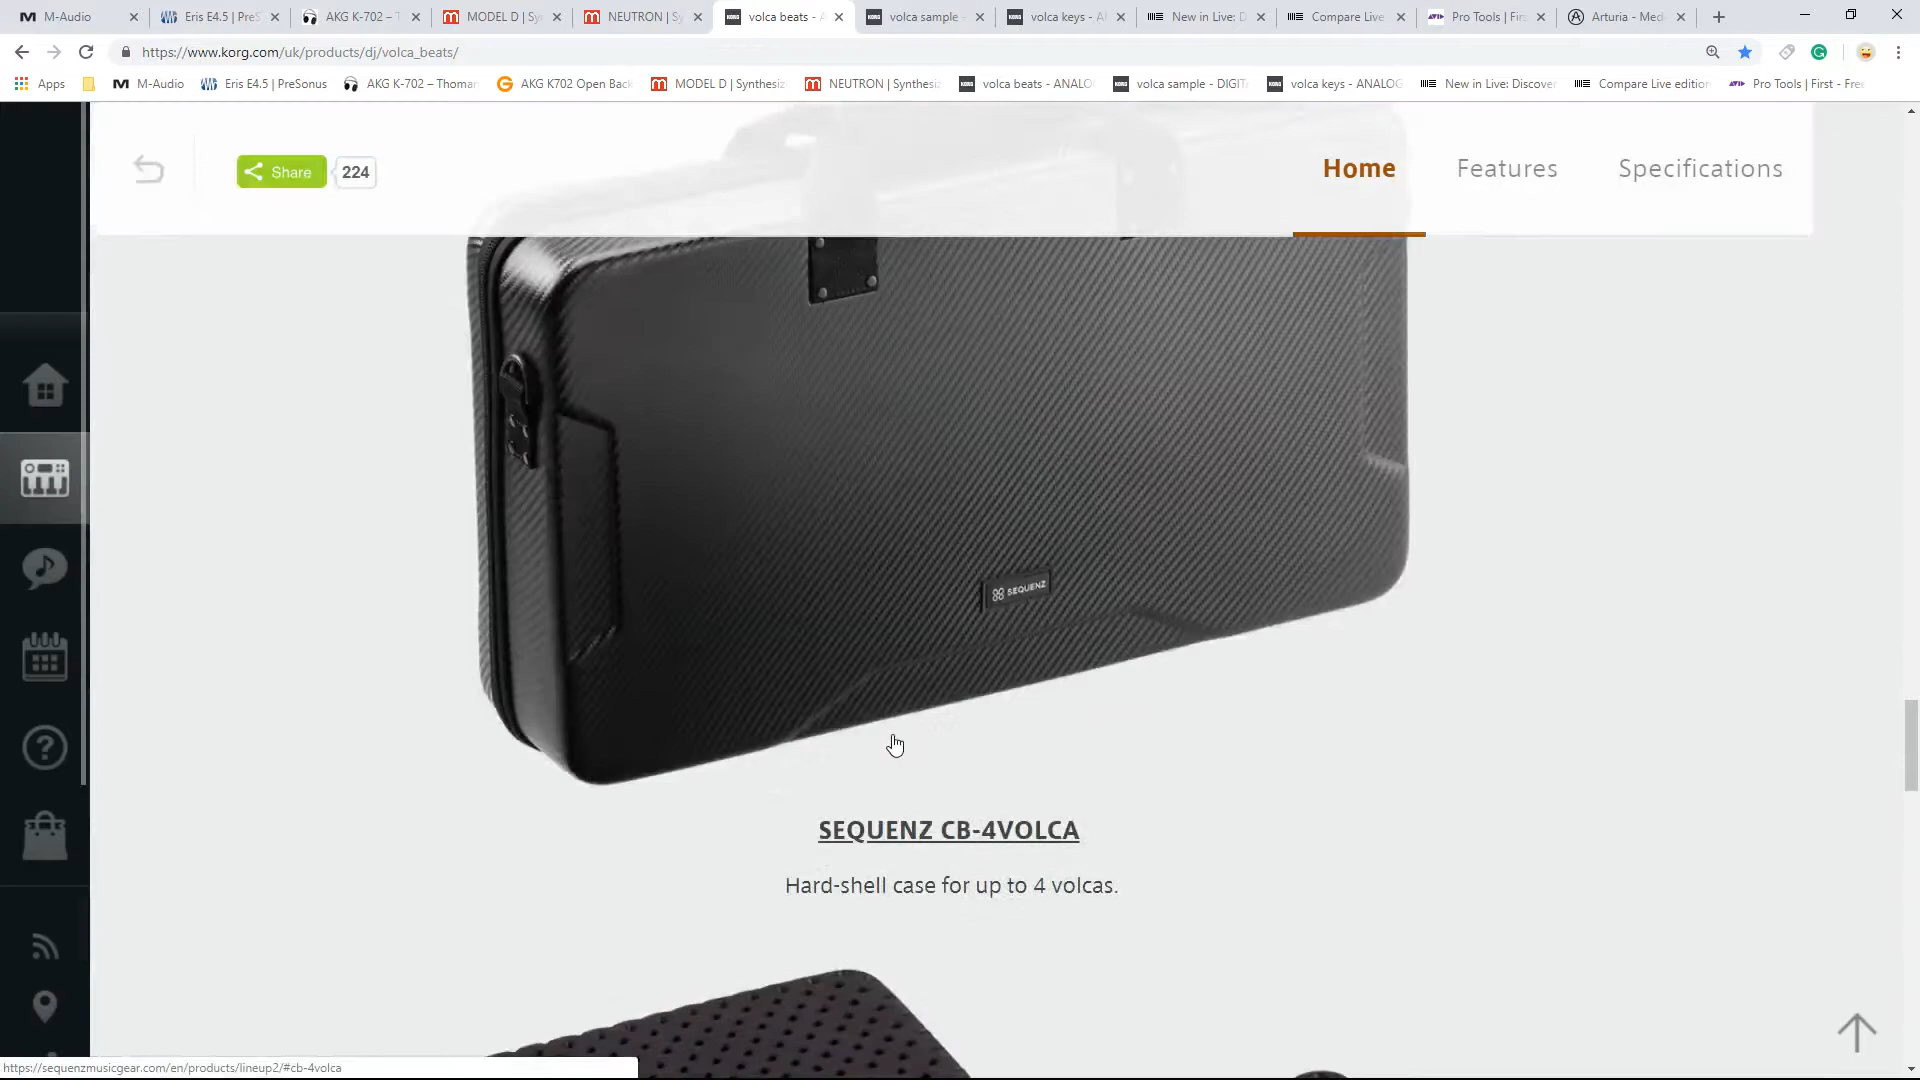 M-Audio
Eris E4.5 | PreS
AKG K-702 – T
MODEL D | Sy
NEUTRON | Sy
volca beats - A
volca sample -
volca keys - A
New in Live: D
Compare Live
Pro Tools | Firs
Arturia - Med
https://www.korg.com/uk/products/dj/volca_beats/
Apps
M-Audio
Eris E4.5 | PreSonus
AKG K-702 – Thoman
AKG K702 Open Back
MODEL D | Synthesiz
NEUTRON | Synthesiz
volca beats - ANALO
volca sample - DIGIT
volca keys - ANALOG
New in Live: Discove
Compare Live edition
Pro Tools | First - Free
Share
224
Home
Features
Specifications
SEQUENZ
SEQUENZ CB-4VOLCA
Hard-shell case for up to 4 volcas.
https://sequenzmusicgear.com/en/products/lineup2/#cb-4volca